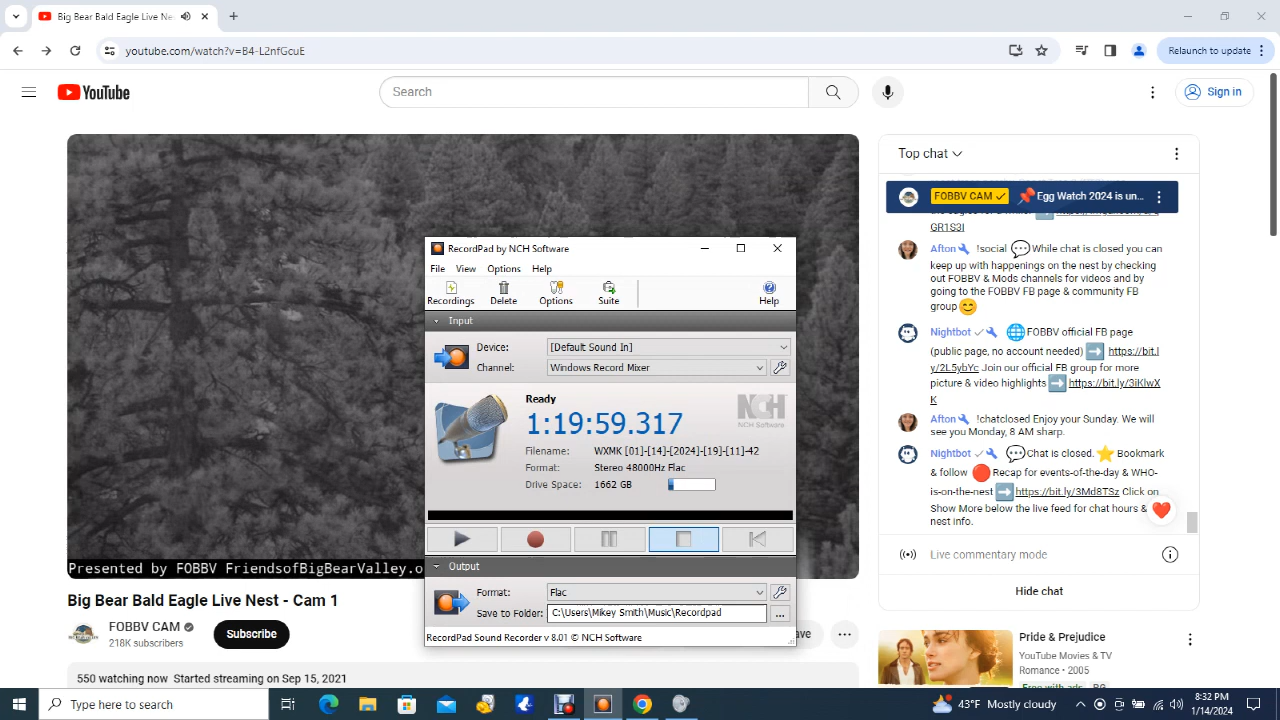 Big Bear Bald Eagle Live Nes
youtube.com/watch?v=B4-L2nfGcuE
Relaunch to update
YouTube
Search
Sign in
Top chat
FOBBV CAM Egg Watch 2024 is un...
GR1S3I
Afton !social While chat is closed you can
keep up with happenings on the nest by checking
out FOBBV & Mods channels for videos and by
going to the FOBBV FB page & community FB
group
Nightbot FOBBV official FB page
(public page, no account needed) https://bit.l
y/2L5ybYc Join our official FB group for more
picture & video highlights https://bit.ly/3iKlwX
K
Afton !chatclosed Enjoy your Sunday. We will
see you Monday, 8 AM sharp.
Nightbot Chat is closed. Bookmark
& follow Recap for events-of-the-day & WHO-
is-on-the-nest https://bit.ly/3Md8TSz Click on
Show More below the live feed for chat hours &
nest info.
Live commentary mode
Hide chat
RecordPad by NCH Software
File View Options Help
Recordings Delete Options Suite Help
Input
Device: [Default Sound In]
Channel: Windows Record Mixer
Ready
1:19:59.317
NCH
NCH Software
Filename: WXMK [01]-[14]-[2024]-[19]-[11]-42
Format: Stereo 48000Hz Flac
Drive Space: 1662 GB
Output
Format: Flac
Save to Folder: C:\Users\Mikey Smith\Music\Recordpad
...
RecordPad Sound Recorder v 8.01 © NCH Software
Presented by FOBBV FriendsofBigBearValley.o
Big Bear Bald Eagle Live Nest - Cam 1
FOBBV CAM
218K subscribers
Subscribe
ave
550 watching now Started streaming on Sep 15, 2021
Pride & Prejudice
YouTube Movies & TV
Romance • 2005
Free with ads PG
Type here to search
43°F Mostly cloudy
8:32 PM
1/14/2024